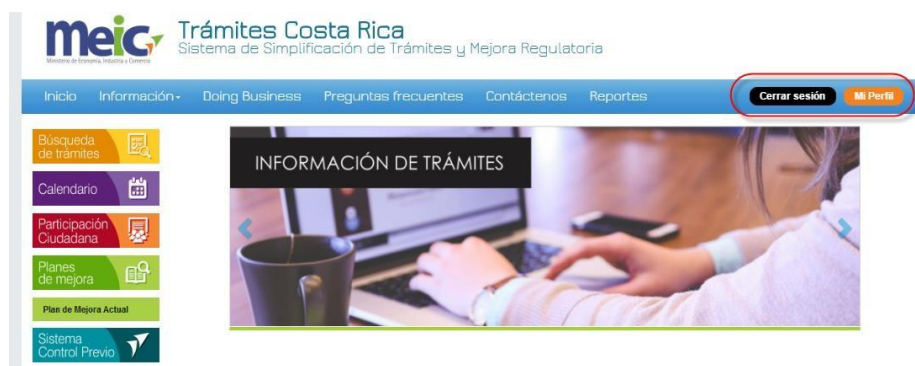 meic
Ministerio de Economía, Industria y Comercio
Trámites Costa Rica
Sistema de Simplificación de Trámites y Mejora Regulatoria
Inicio Información Doing Business Preguntas frecuentes Contáctenos Reportes Cerrar sesión Mi Perfil
Búsqueda
de trámites
Calendario
Participación
Ciudadana
Planes
de mejora
Plan de Mejora Actual
Sistema
Control Previo
INFORMACIÓN DE TRÁMITES